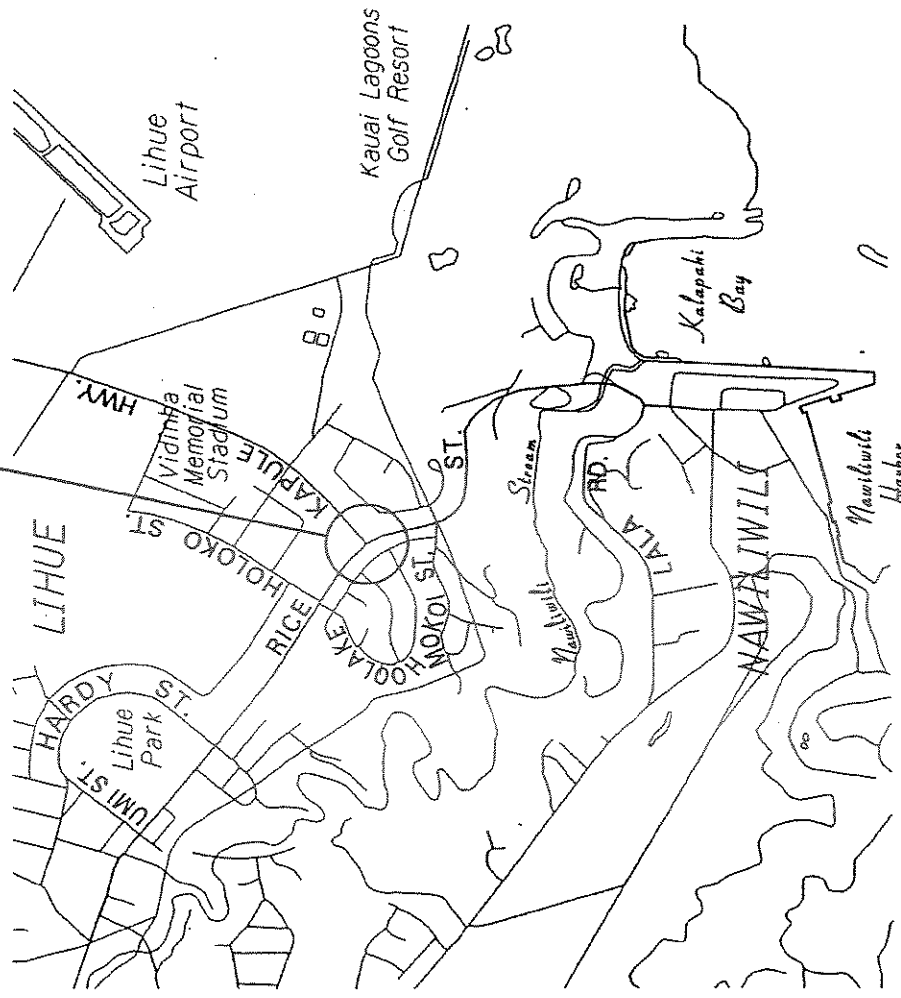 Lihue
Airport
Kauai Lagoons
Golf Resort
LIHUE
Vidinha
Memorial
Stadium
KAPULE
HWY.
HOLOKO
ST.
HARDY
ST.
Lihue
Park
UMI ST.
RICE
ST.
HOOLAKE
MOKOI ST.
Nawiliwili
Stream
LALA
RD.
NAWILIWILI
Kalapahi
Bay
Nawiliwili